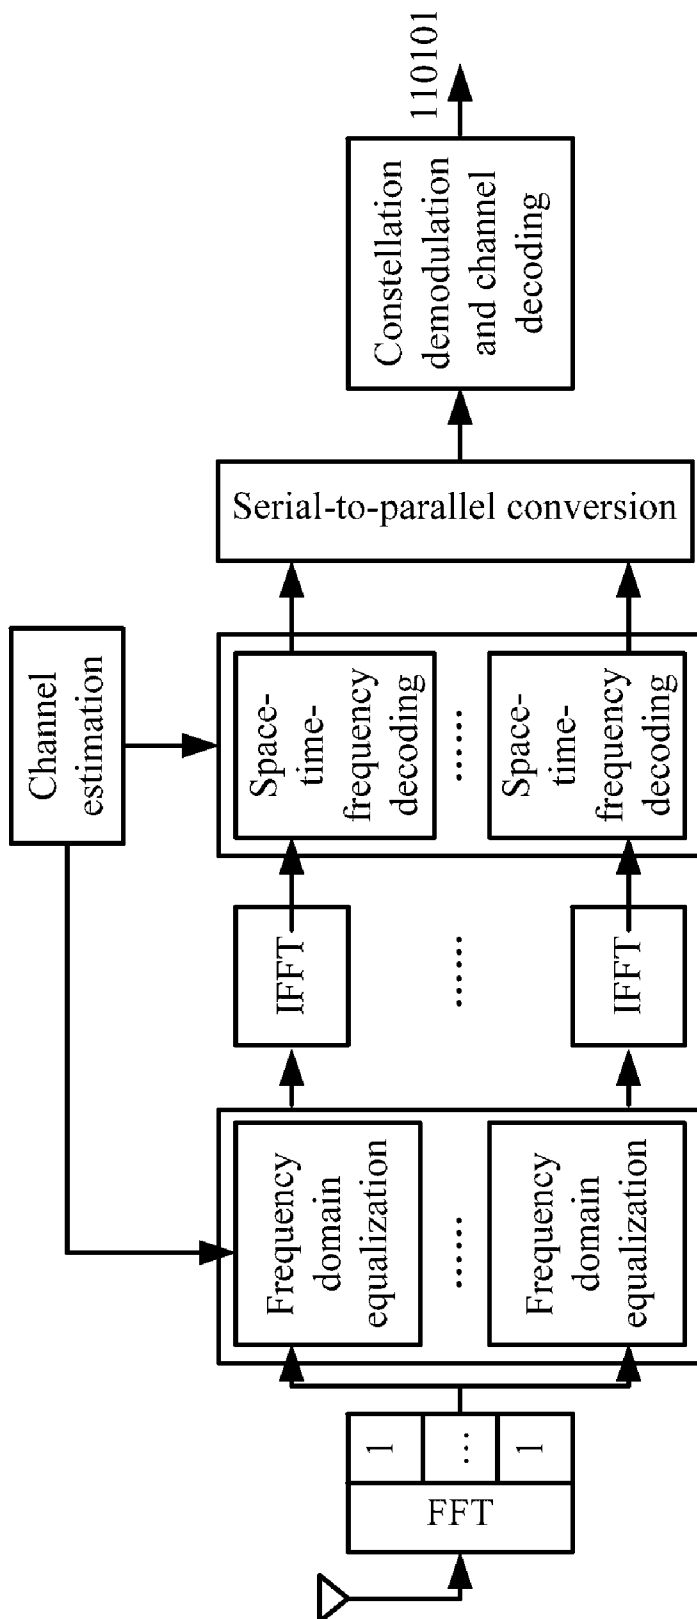 Channel
estimation
FFT
1
...
1
Frequency
domain
equalization
......
Frequency
domain
equalization
IFFT
......
IFFT
Space-
time-
frequency
decoding
......
Space-
time-
frequency
decoding
Serial-to-parallel conversion
Constellation
demodulation
and channel
decoding
110101